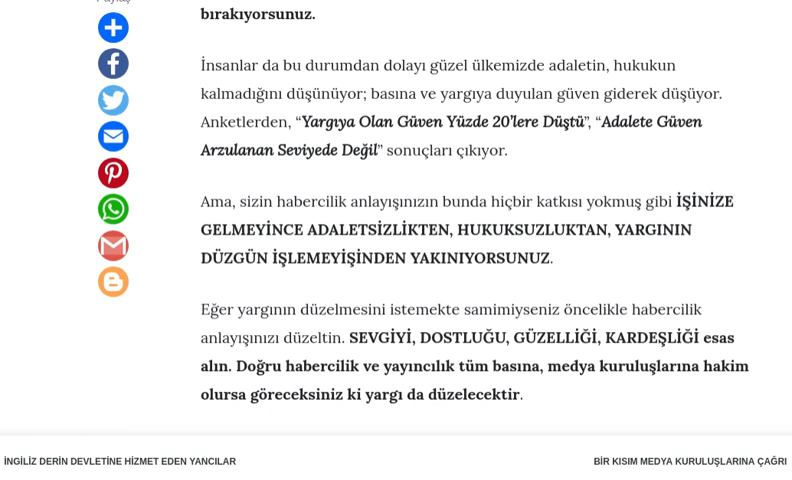 bırakıyorsunuz.
İnsanlar da bu durumdan dolayı güzel ülkemizde adaletin, hukukun
kalmadığını düşünüyor; basına ve yargıya duyulan güven giderek düşüyor.
Anketlerden, “Yargıya Olan Güven Yüzde 20’lere Düştü”, “Adalete Güven
Arzulanan Seviyede Değil” sonuçları çıkıyor.
Ama, sizin habercilik anlayışınızın bunda hiçbir katkısı yokmuş gibi İŞİNİZE
GELMEYİNCE ADALETSİZLİKTEN, HUKUKSUZLUKTAN, YARGININ
DÜZGÜN İŞLEMEYİŞİNDEN YAKINIYORSUNUZ.
Eğer yargının düzelmesini istemekte samimiyseniz öncelikle habercilik
anlayışınızı düzeltin. SEVGİYİ, DOSTLUĞU, GÜZELLİĞİ, KARDEŞLİĞİ esas
alın. Doğru habercilik ve yayıncılık tüm basına, medya kuruluşlarına hakim
olursa göreceksiniz ki yargı da düzelecektir.
İNGİLİZ DERİN DEVLETİNE HİZMET EDEN YANCILAR
BİR KISIM MEDYA KURULUŞLARINA ÇAĞRI